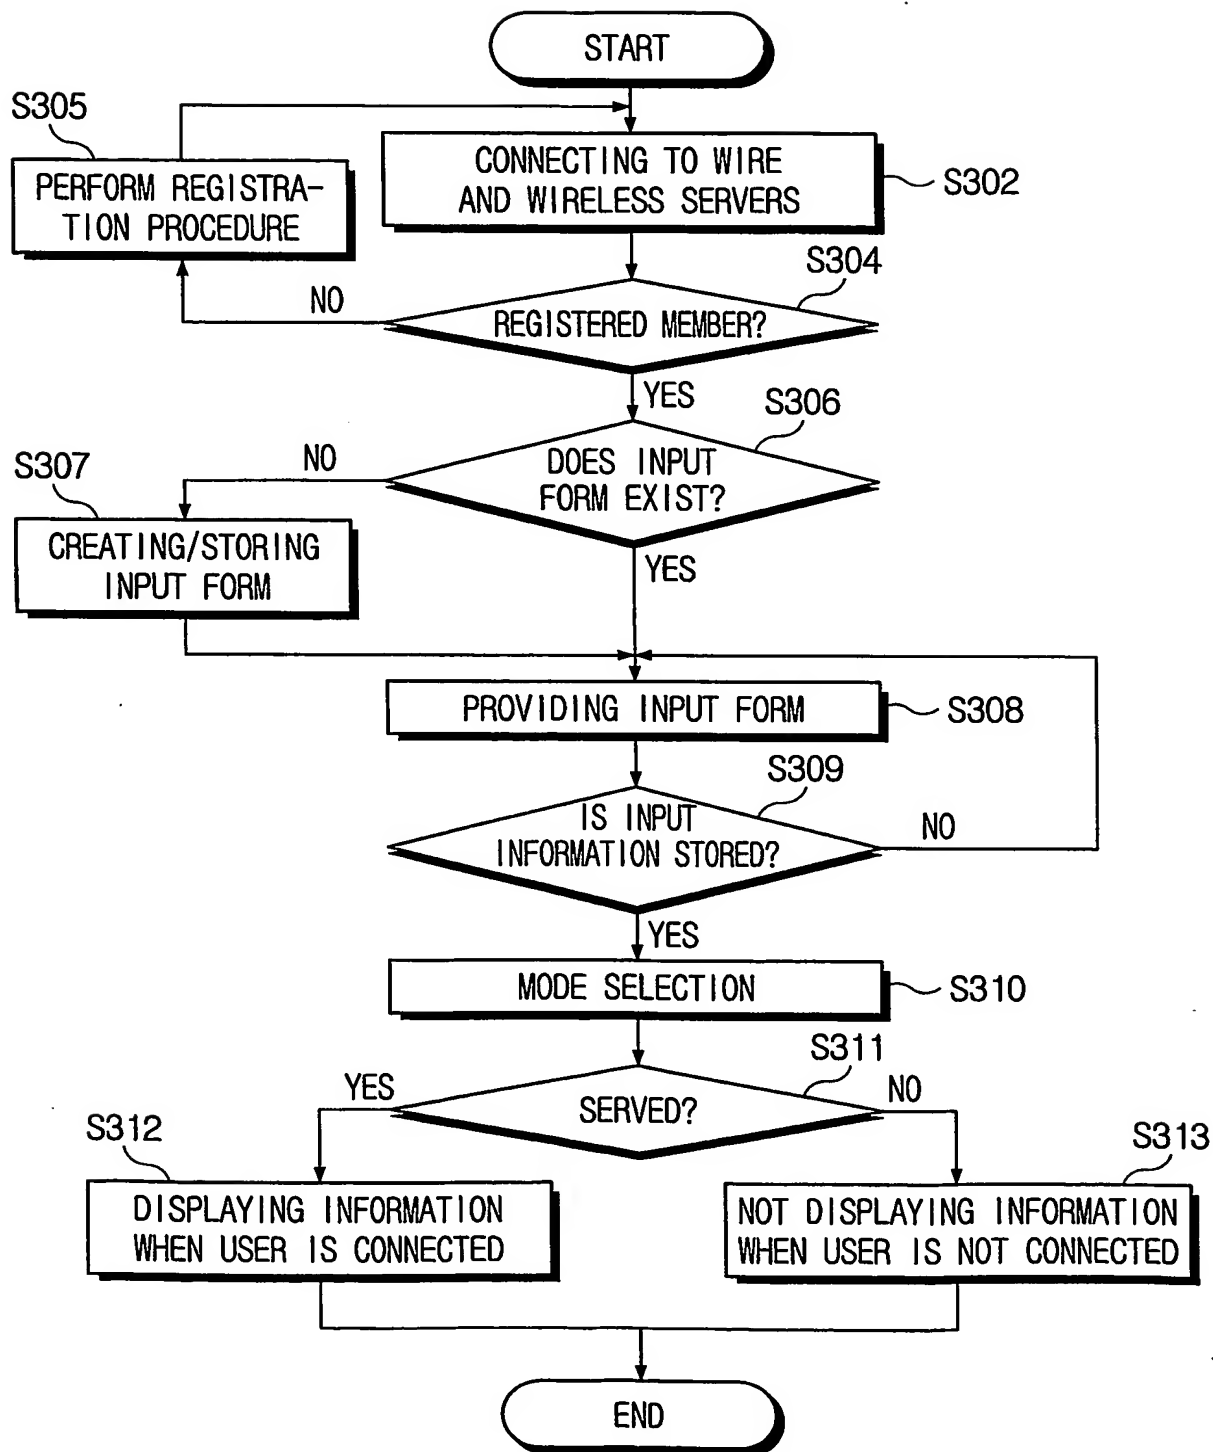 START
S305
PERFORM REGISTRA-
TION PROCEDURE
CONNECTING TO WIRE
AND WIRELESS SERVERS
S302
S304
NO
REGISTERED MEMBER?
YES
S306
S307
NO
DOES INPUT
FORM EXIST?
CREATING/STORING
INPUT FORM
YES
PROVIDING INPUT FORM
S308
S309
IS INPUT
INFORMATION STORED?
NO
YES
MODE SELECTION
S310
S311
YES
SERVED?
NO
S312
DISPLAYING INFORMATION
WHEN USER IS CONNECTED
S313
NOT DISPLAYING INFORMATION
WHEN USER IS NOT CONNECTED
END